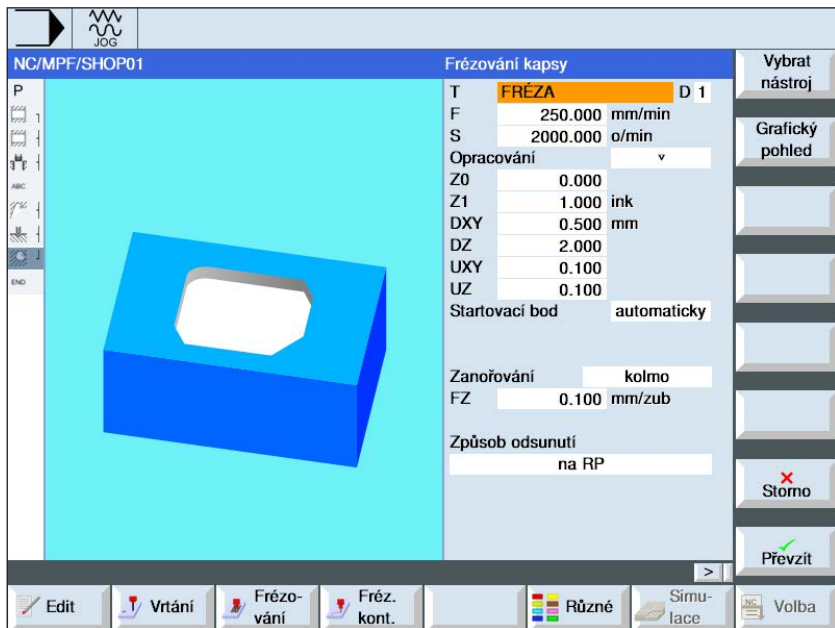 JOG
NC/MPF/SHOP01
Frézování kapsy
P
ABC
END
T FRÉZA D 1
F 250.000 mm/min
S 2000.000 o/min
Opracování
Z0 0.000
Z1 1.000 ink
DXY 0.500 mm
DZ 2.000
UXY 0.100
UZ 0.100
Startovací bod automaticky
Zanořování kolmo
FZ 0.100 mm/zub
Způsob odsunutí
na RP
Vybrat
nástroj
Grafický
pohled
Storno
Převzít
>
Edit
Vrtání
Frézo-
vání
Fréz.
kont.
Různé
Simu-
lace
NC
Volba